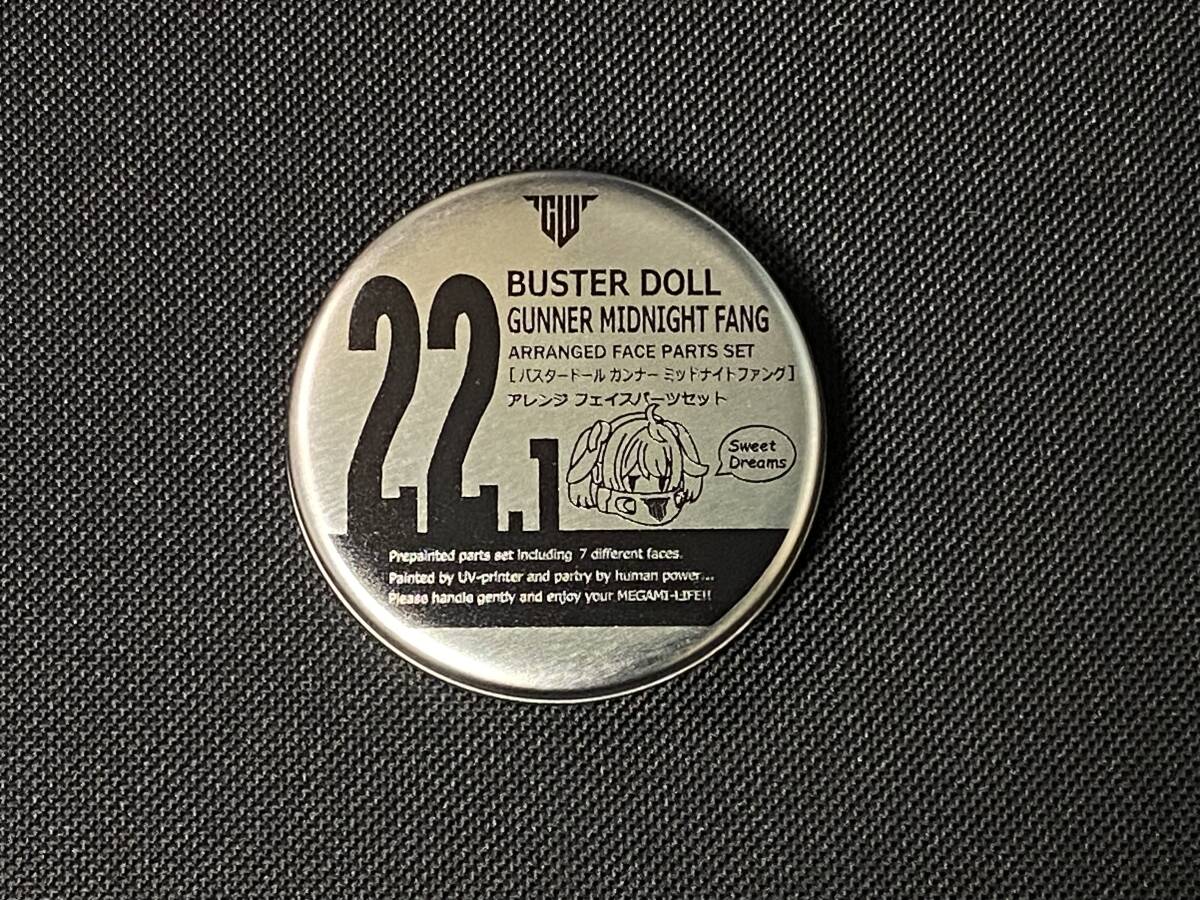 GW
22.1
BUSTER DOLL
GUNNER MIDNIGHT FANG
ARRANGED FACE PARTS SET
[バスタードール ガンナー ミッドナイトファング]
アレンジ フェイスパーツセット
Sweet
Dreams
Prepainted parts set including 7 different faces.
Painted by UV-printer and partry by human power...
Please handle gently and enjoy your MEGAMI-LIFE!!